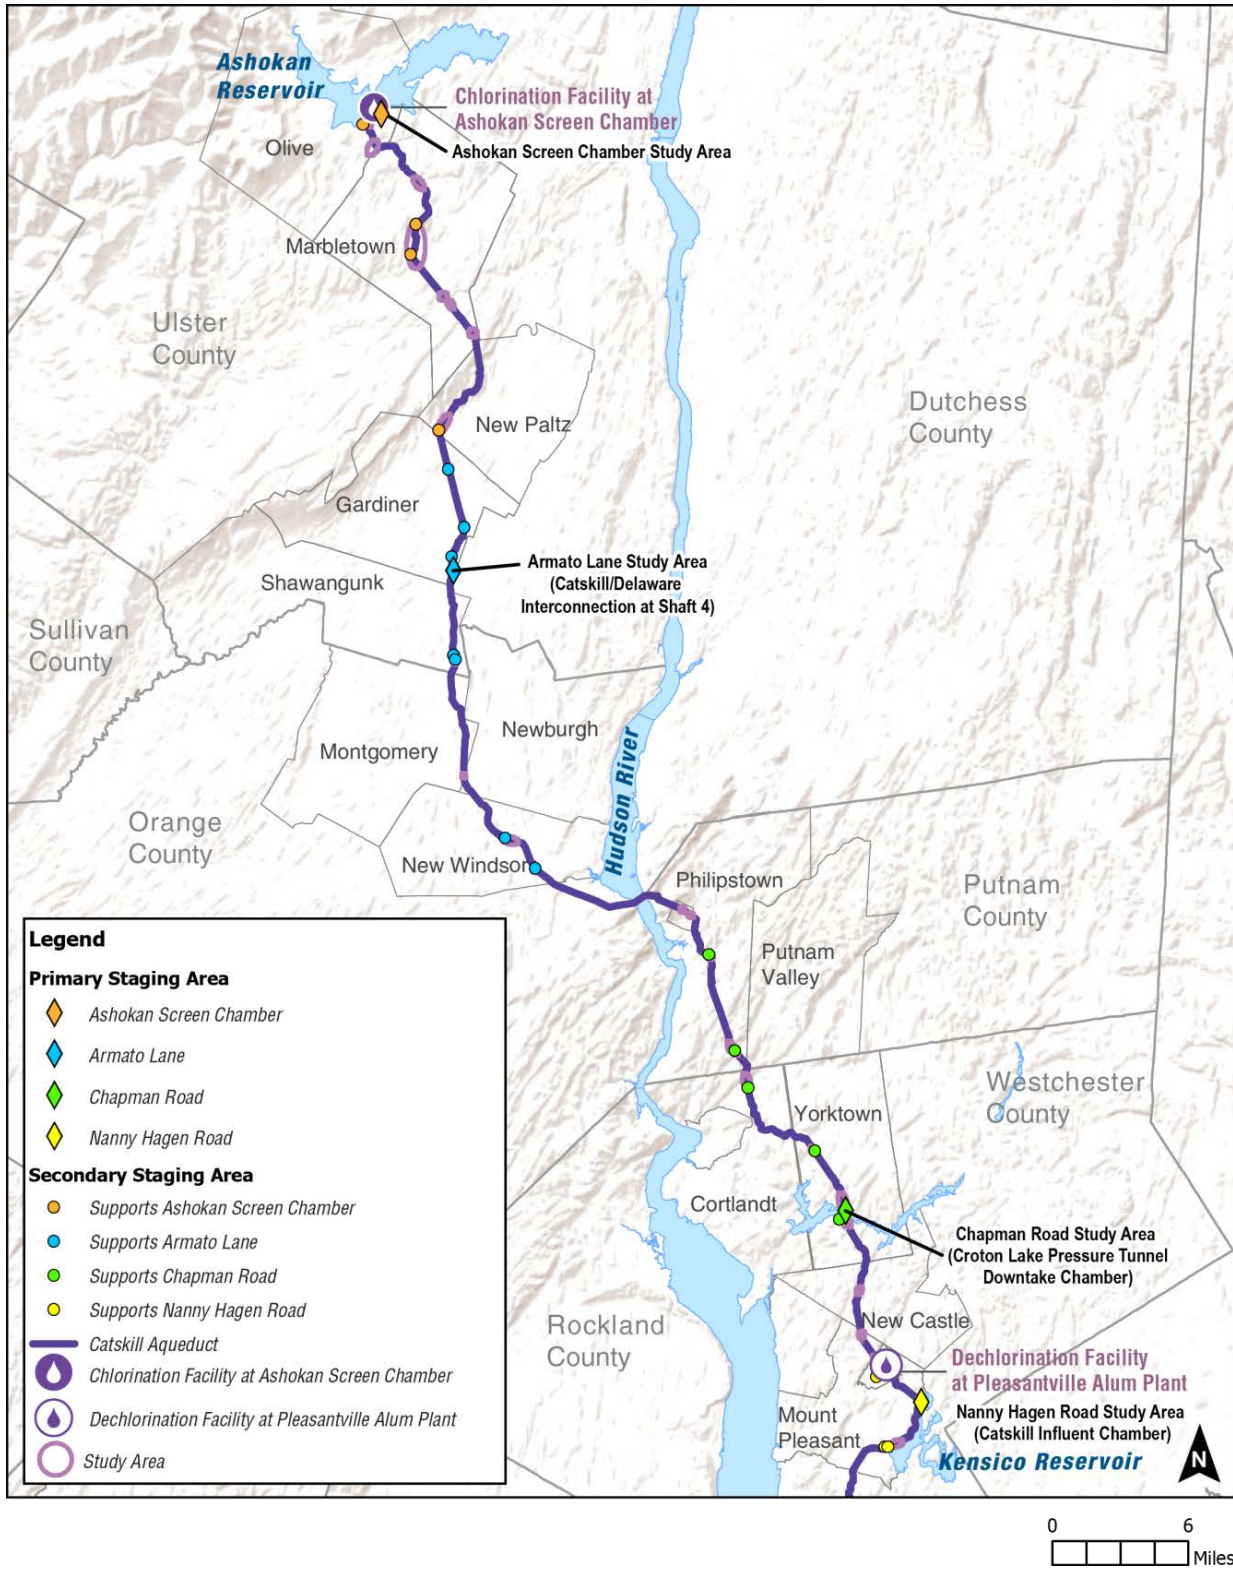 Ashokan
Reservoir
Chlorination Facility at
Ashokan Screen Chamber
Ashokan Screen Chamber Study Area
Olive
Marbletown
Ulster
County
Dutchess
County
New Paltz
Gardiner
Armato Lane Study Area
(Catskill/Delaware
Interconnection at Shaft 4)
Shawangunk
Sullivan
County
Newburgh
Montgomery
Hudson River
Orange
County
New Windsor
Philipstown
Putnam
County
Putnam
Valley
Westchester
County
Yorktown
Cortlandt
Chapman Road Study Area
(Croton Lake Pressure Tunnel
Downtake Chamber)
Rockland
County
New Castle
Dechlorination Facility
at Pleasantville Alum Plant
Nanny Hagen Road Study Area
(Catskill Influent Chamber)
Mount
Pleasant
Kensico Reservoir
N
Legend
Primary Staging Area
Ashokan Screen Chamber
Armato Lane
Chapman Road
Nanny Hagen Road
Secondary Staging Area
Supports Ashokan Screen Chamber
Supports Armato Lane
Supports Chapman Road
Supports Nanny Hagen Road
Catskill Aqueduct
Chlorination Facility at Ashokan Screen Chamber
Dechlorination Facility at Pleasantville Alum Plant
Study Area
0 6
Miles